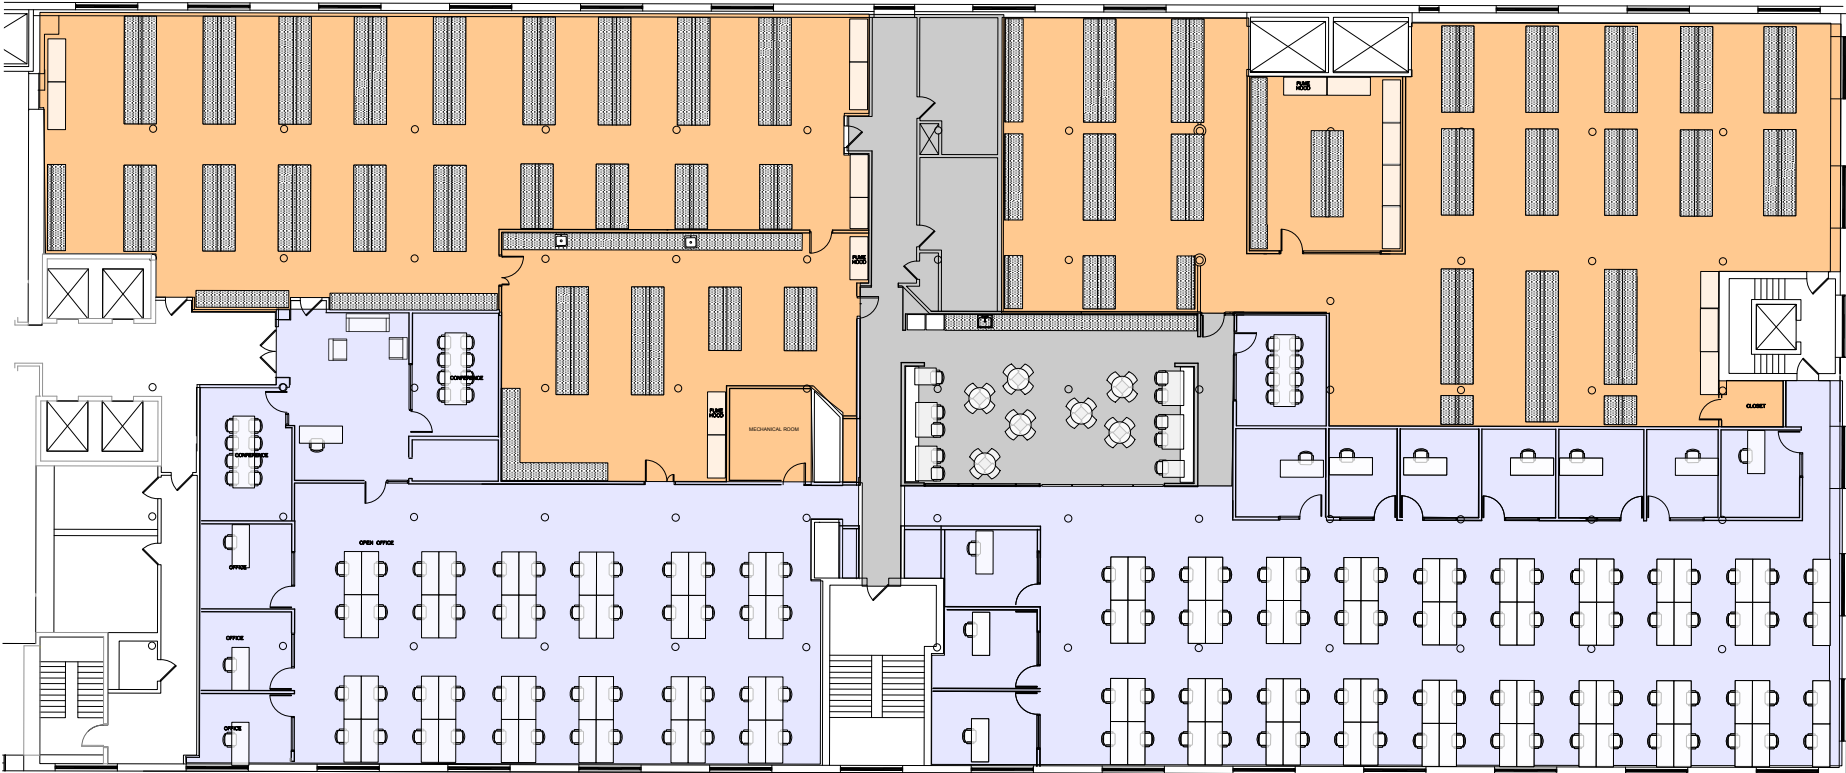 FUME
HOOD
FUME
HOOD
CONFERENCE
FUME
HOOD
CLOSET
MECHANICAL ROOM
CONFERENCE
OPEN OFFICE
OFFICE
OFFICE
OFFICE